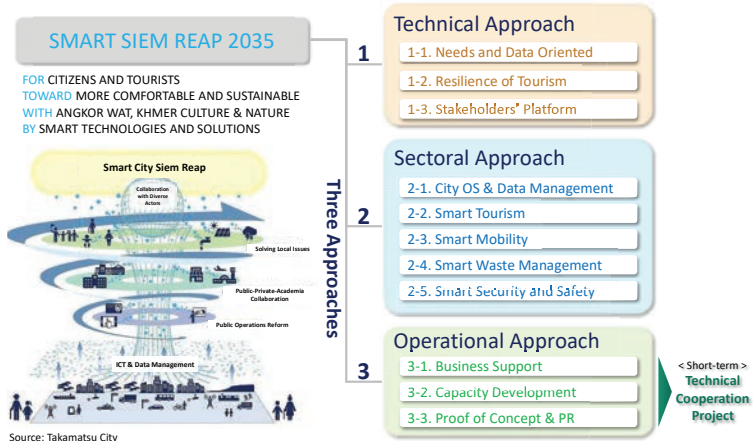 SMART SIEM REAP 2035
FOR CITIZENS AND TOURISTS
TOWARD MORE COMFORTABLE AND SUSTAINABLE
WITH ANGKOR WAT, KHMER CULTURE & NATURE
BY SMART TECHNOLOGIES AND SOLUTIONS
Smart City Siem Reap
Collaboration
with Diverse
Actors
Solving Local Issues
Public-Private-Academia
Collaboration
Public Operations Reform
ICT & Data Management
Source: Takamatsu City
Three Approaches
1
Technical Approach
1-1. Needs and Data Oriented
1-2. Resilience of Tourism
1-3. Stakeholders' Platform
2
Sectoral Approach
2-1. City OS & Data Management
2-2. Smart Tourism
2-3. Smart Mobility
2-4. Smart Waste Management
2-5. Smart Security and Safety
3
Operational Approach
3-1. Business Support
3-2. Capacity Development
3-3. Proof of Concept & PR
< Short-term >
Technical
Cooperation
Project